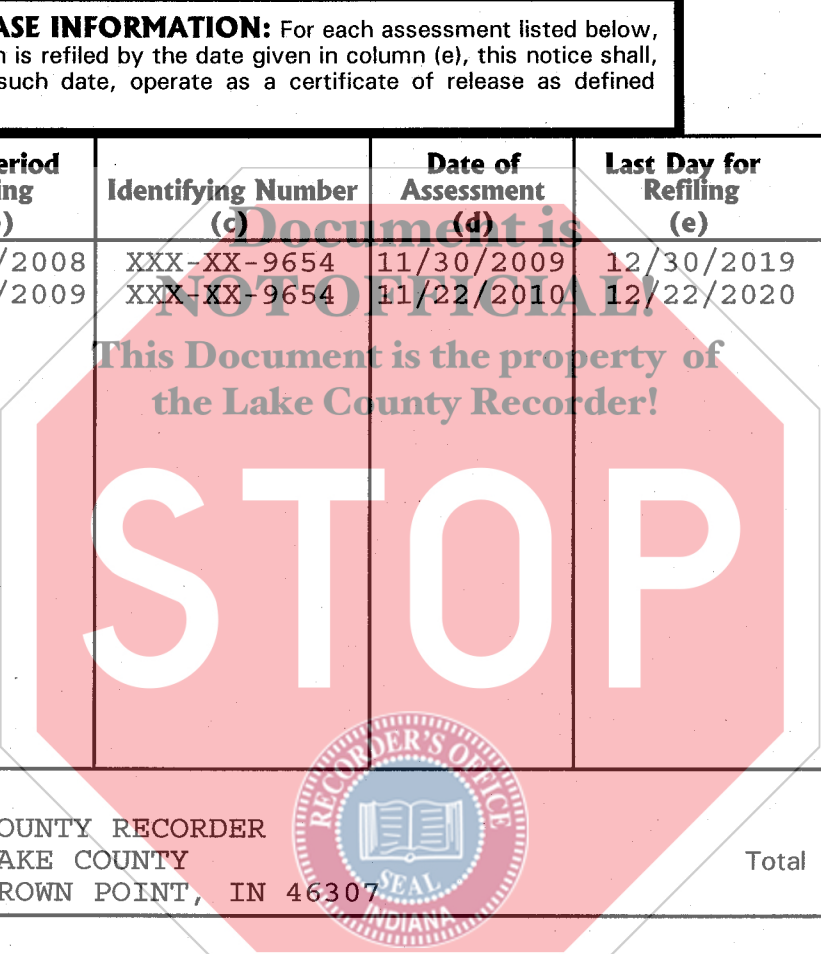 ASE INFORMATION: For each assessment listed below,
n is refiled by the date given in column (e), this notice shall,
such date, operate as a certificate of release as defined
eriod
ing
Identifying Number
(c)
Date of
Assessment
(d)
Last Day for
Refiling
(e)
)
/2008 XXX-XX-9654 11/30/2009 12/30/2019
/2009 XXX-XX-9654 11/22/2010 12/22/2020
Document is
NOT OFFICIAL!
This Document is the property of
the Lake County Recorder!
STOP
OUNTY RECORDER
AKE COUNTY
ROWN POINT, IN 46307
Total
RECORDER'S OFFICE
SEAL
INDIANA